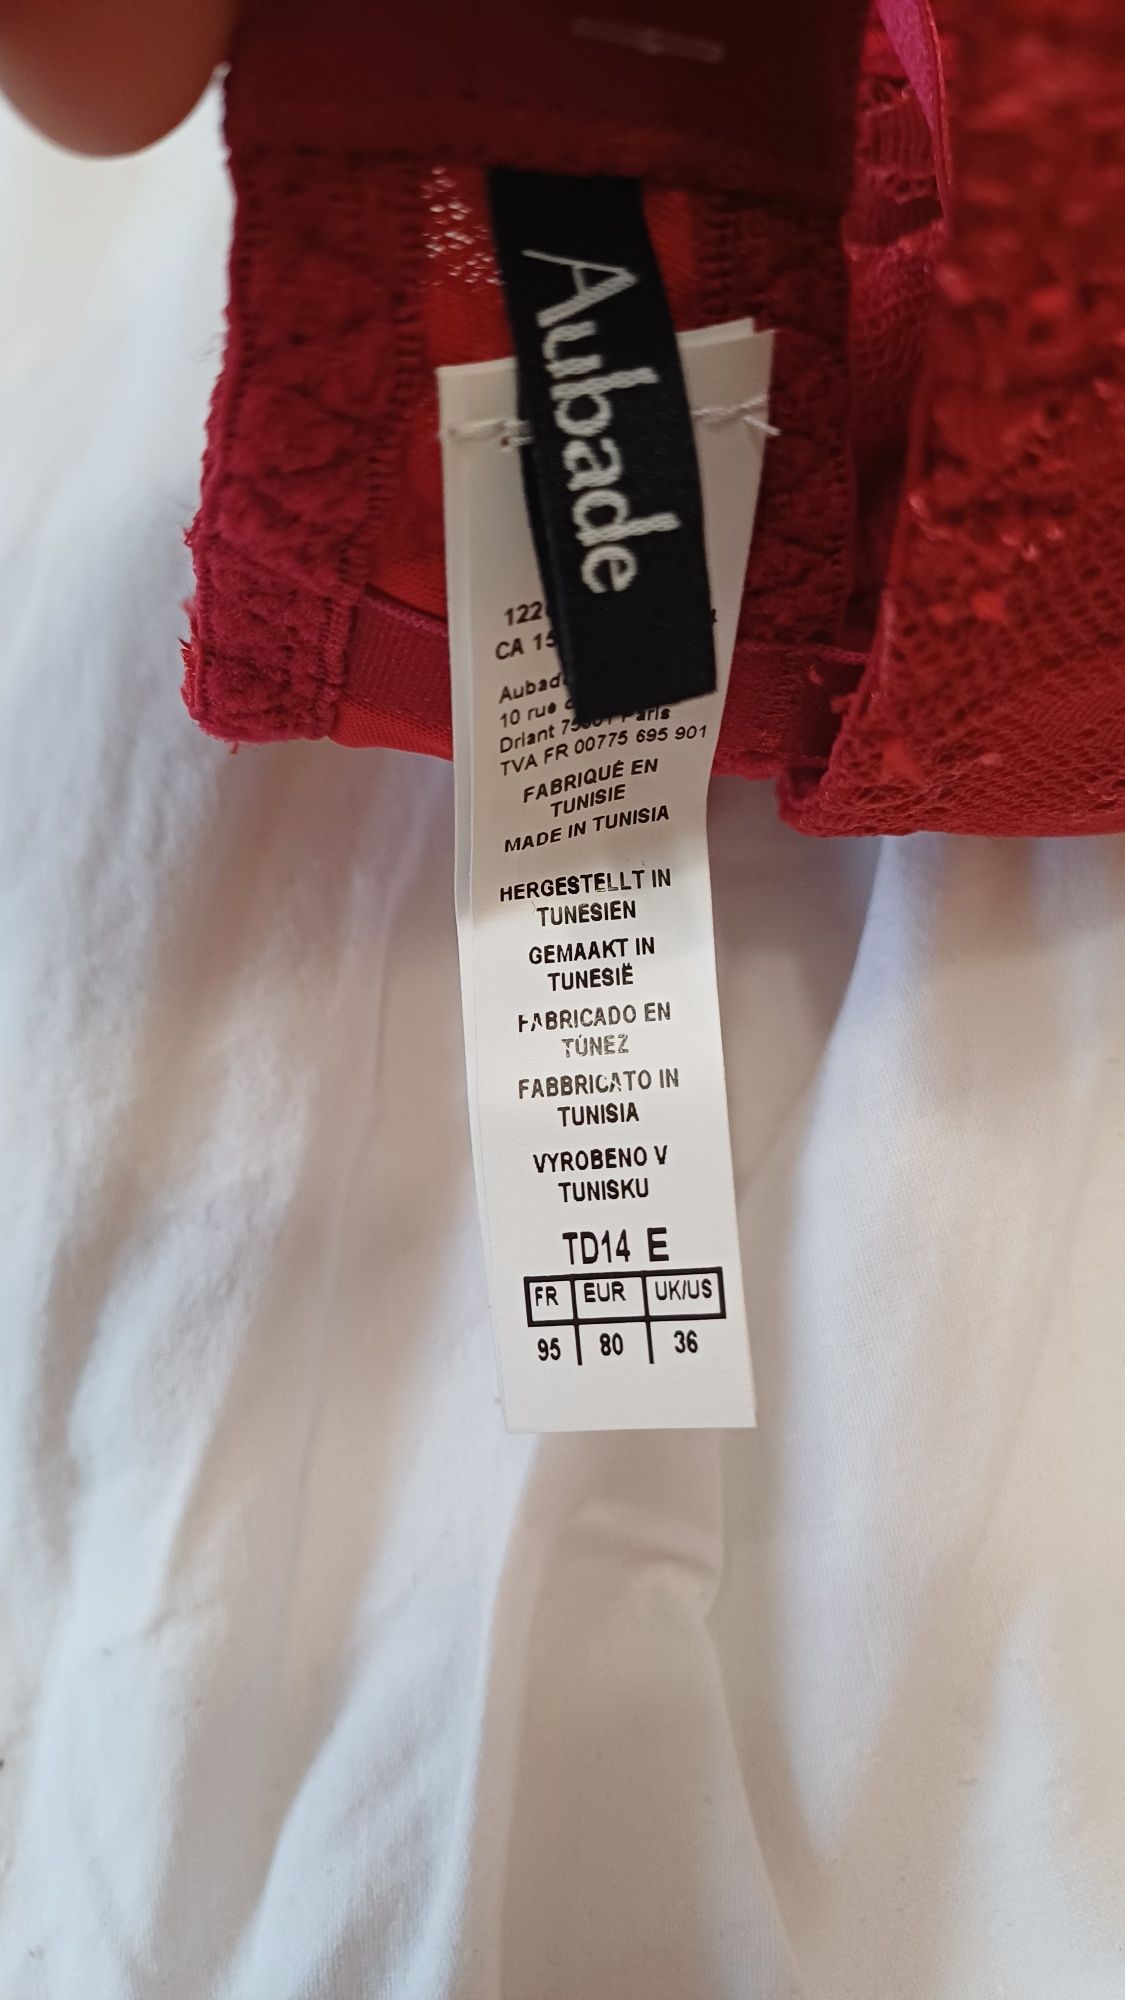 Aubade
122
CA 15
Aubade
10 rue
Driant 75001 Paris
TVA FR 00775 695 901
FABRIQUÉ EN
TUNISIE
MADE IN TUNISIA
HERGESTELLT IN
TUNESIEN
GEMAAKT IN
TUNESIË
FABRICADO EN
TÚNEZ
FABBRICATO IN
TUNISIA
VYROBENO V
TUNISKU
TD14 E
FR EUR UK/US
95 80 36